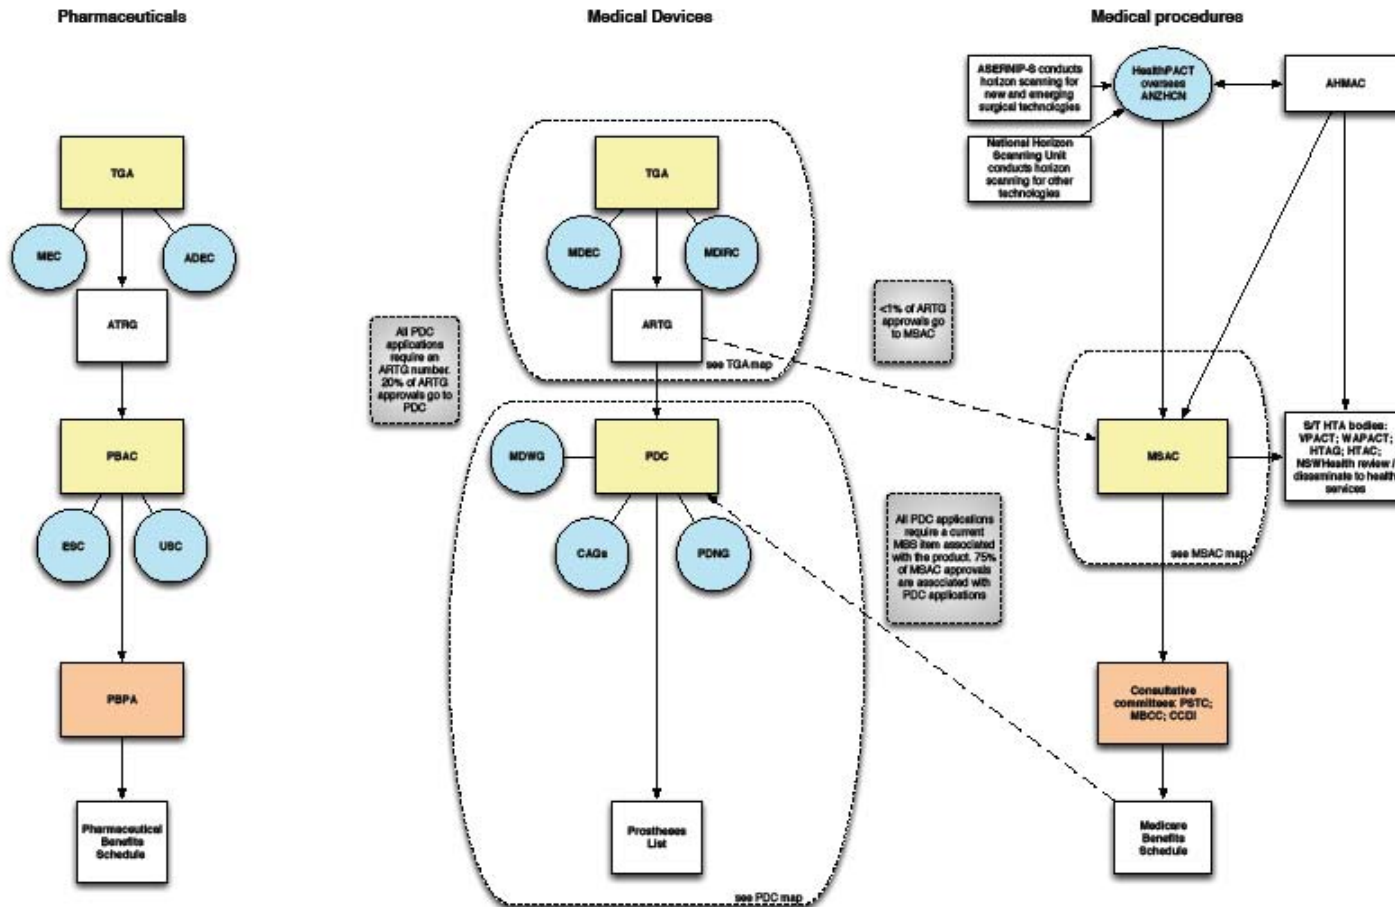 Pharmaceuticals
Medical Devices
Medical procedures
TGA
MEC
ADEC
ATRG
PBAC
ESC
USC
PBPA
Pharmaceutical
Benefits
Schedule
TGA
MDEC
MDIRC
ARTG
see TGA map
All PDC
applications
require an
ARTG number.
20% of ARTG
approvals go to
PDC
MDWG
PDC
CAGs
PDNG
Prostheses
List
see PDC map
<1% of ARTG
approvals go
to MSAC
All PDC applications
require a current
MBS item associated
with the product. 75%
of MSAC approvals
are associated with
PDC applications
ASERNIP-S conducts
horizon scanning for
new and emerging
surgical technologies
National Horizon
Scanning Unit
conducts horizon
scanning for other
technologies
HealthPACT
overseas
ANZHCN
AHMAC
MSAC
see MSAC map
S/T HTA bodies:
VPACT; WAPACT;
HTAG; HTAC;
NSWHealth review /
disseminate to health
services
Consultative
committees: PSTC;
MBCC; CCDI
Medicare
Benefits
Schedule